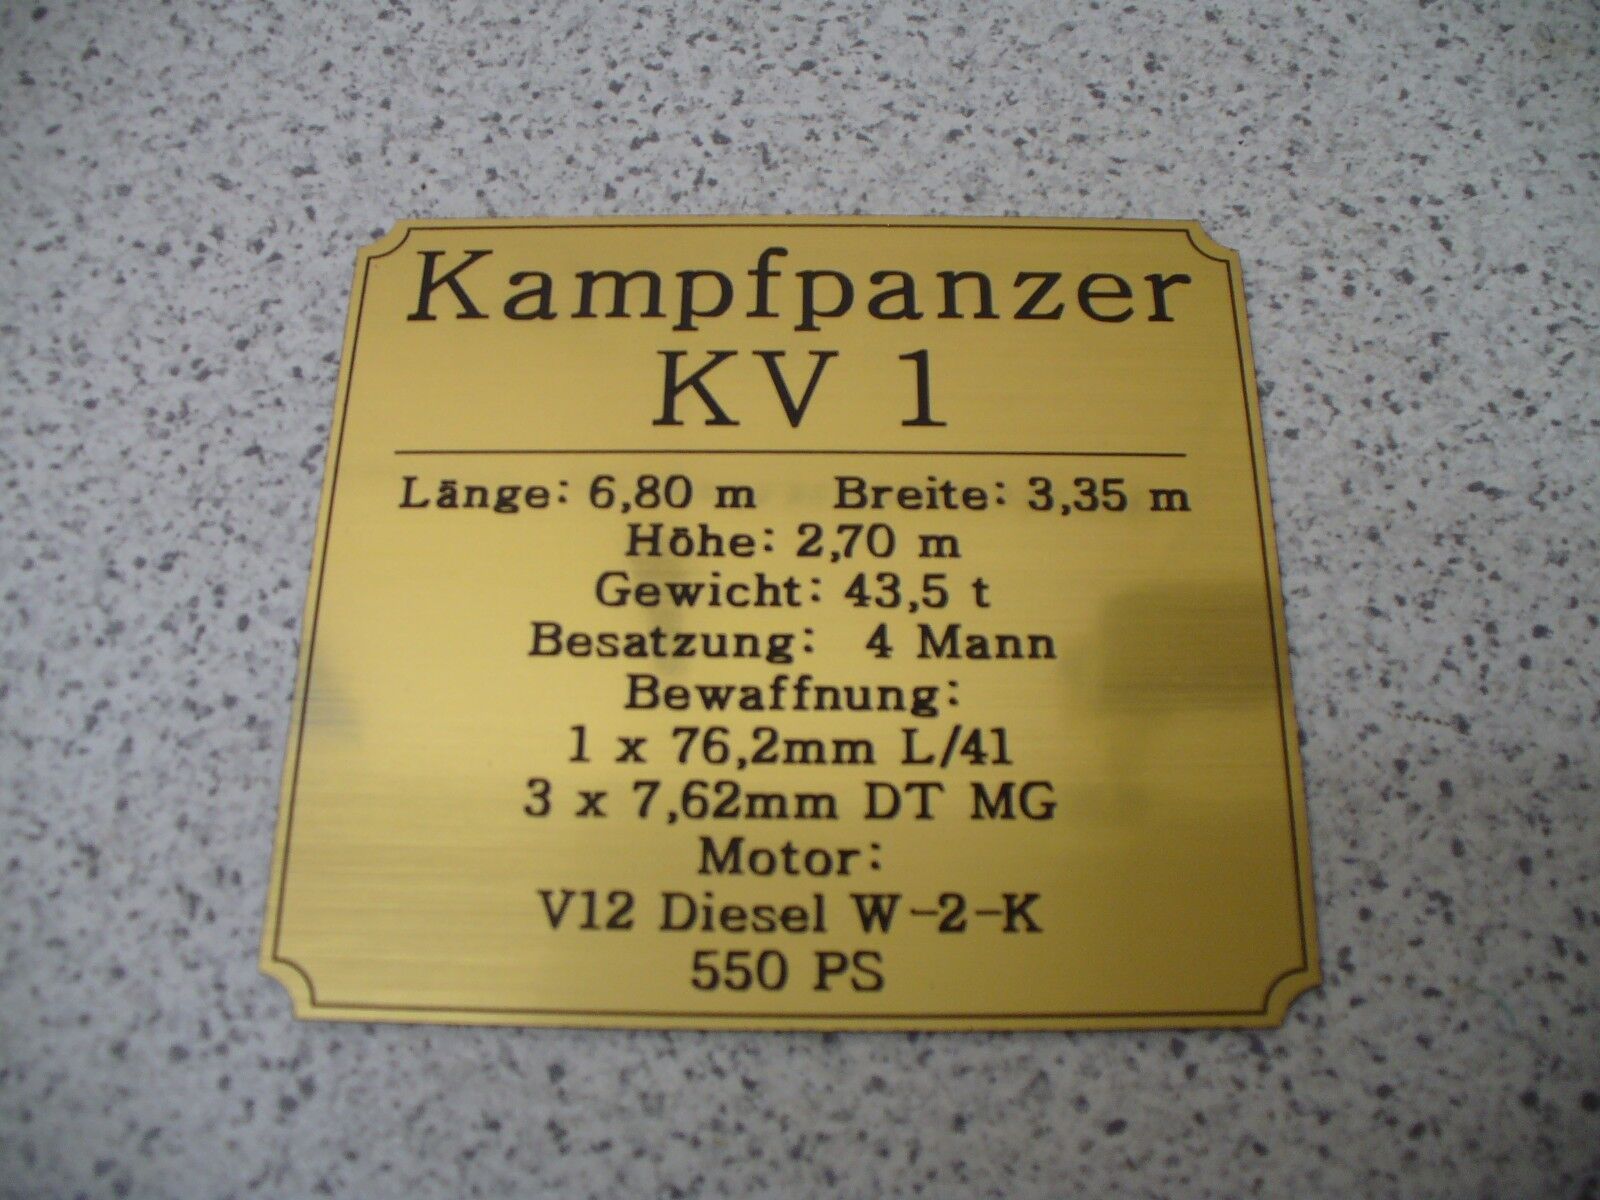 Kampfpanzer
KV 1
Länge: 6,80 m Breite: 3,35 m
Höhe: 2,70 m
Gewicht: 43,5 t
Besatzung: 4 Mann
Bewaffnung:
1 x 76,2mm L/41
3 x 7,62mm DT MG
Motor:
V12 Diesel W-2-K
550 PS